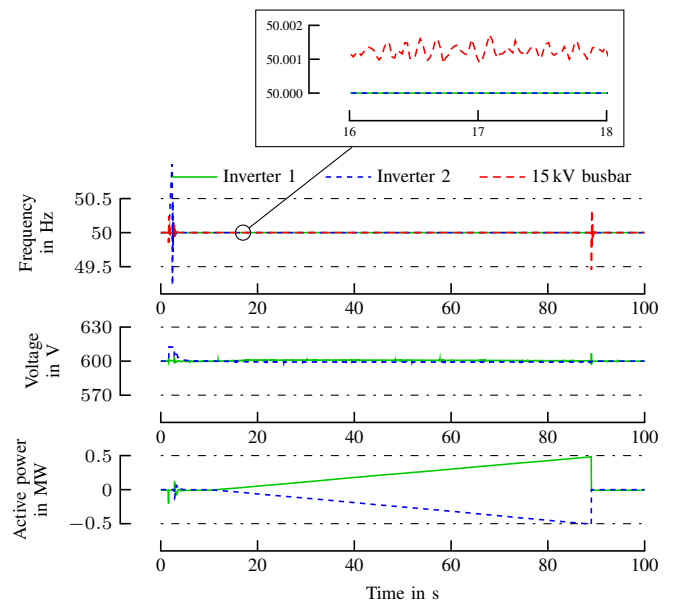 50.002
50.001
50.000
16 17 18
Inverter 1 Inverter 2 15 kV busbar
Frequency
in Hz
50.5
50
49.5
0 20 40 60 80 100
Voltage
in V
630
600
570
0 20 40 60 80 100
Active power
in MW
0.5
0
−0.5
0 20 40 60 80 100
Time in s